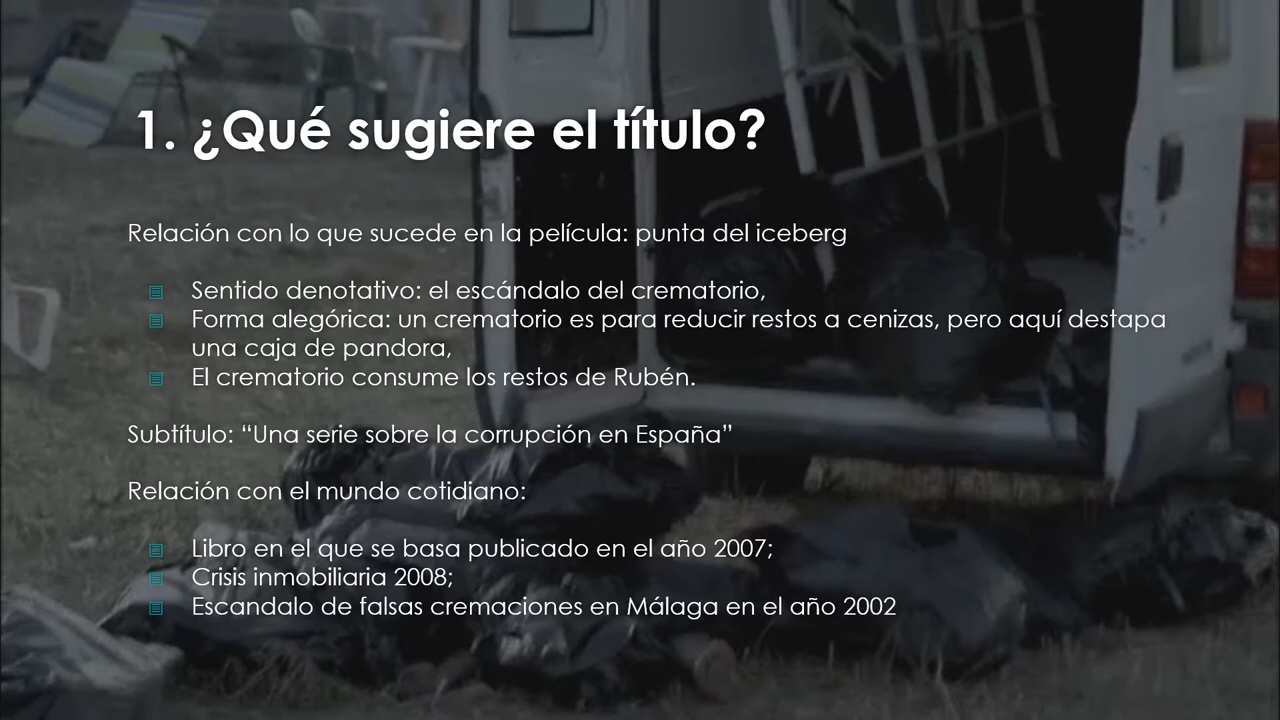 1. ¿Qué sugiere el título?
Relación con lo que sucede en la película: punta del iceberg
Sentido denotativo: el escándalo del crematorio,
Forma alegórica: un crematorio es para reducir restos a cenizas, pero aquí destapa
una caja de pandora,
El crematorio consume los restos de Rubén.
Subtítulo: “Una serie sobre la corrupción en España”
Relación con el mundo cotidiano:
Libro en el que se basa publicado en el año 2007;
Crisis inmobiliaria 2008;
Escandalo de falsas cremaciones en Málaga en el año 2002